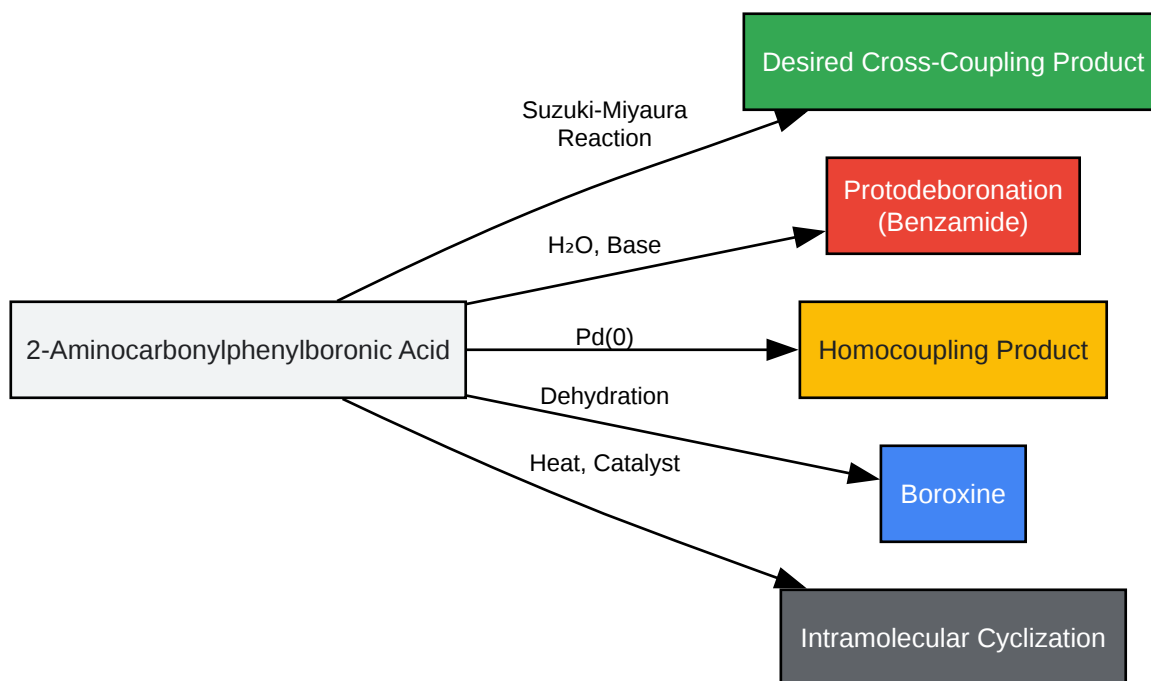 Desired Cross-Coupling Product
Suzuki-Miyaura
Reaction
Protodeboronation
(Benzamide)
H₂O, Base
2-Aminocarbonylphenylboronic Acid
Pd(0)
Homocoupling Product
Dehydration
Heat, Catalyst
Boroxine
Intramolecular Cyclization